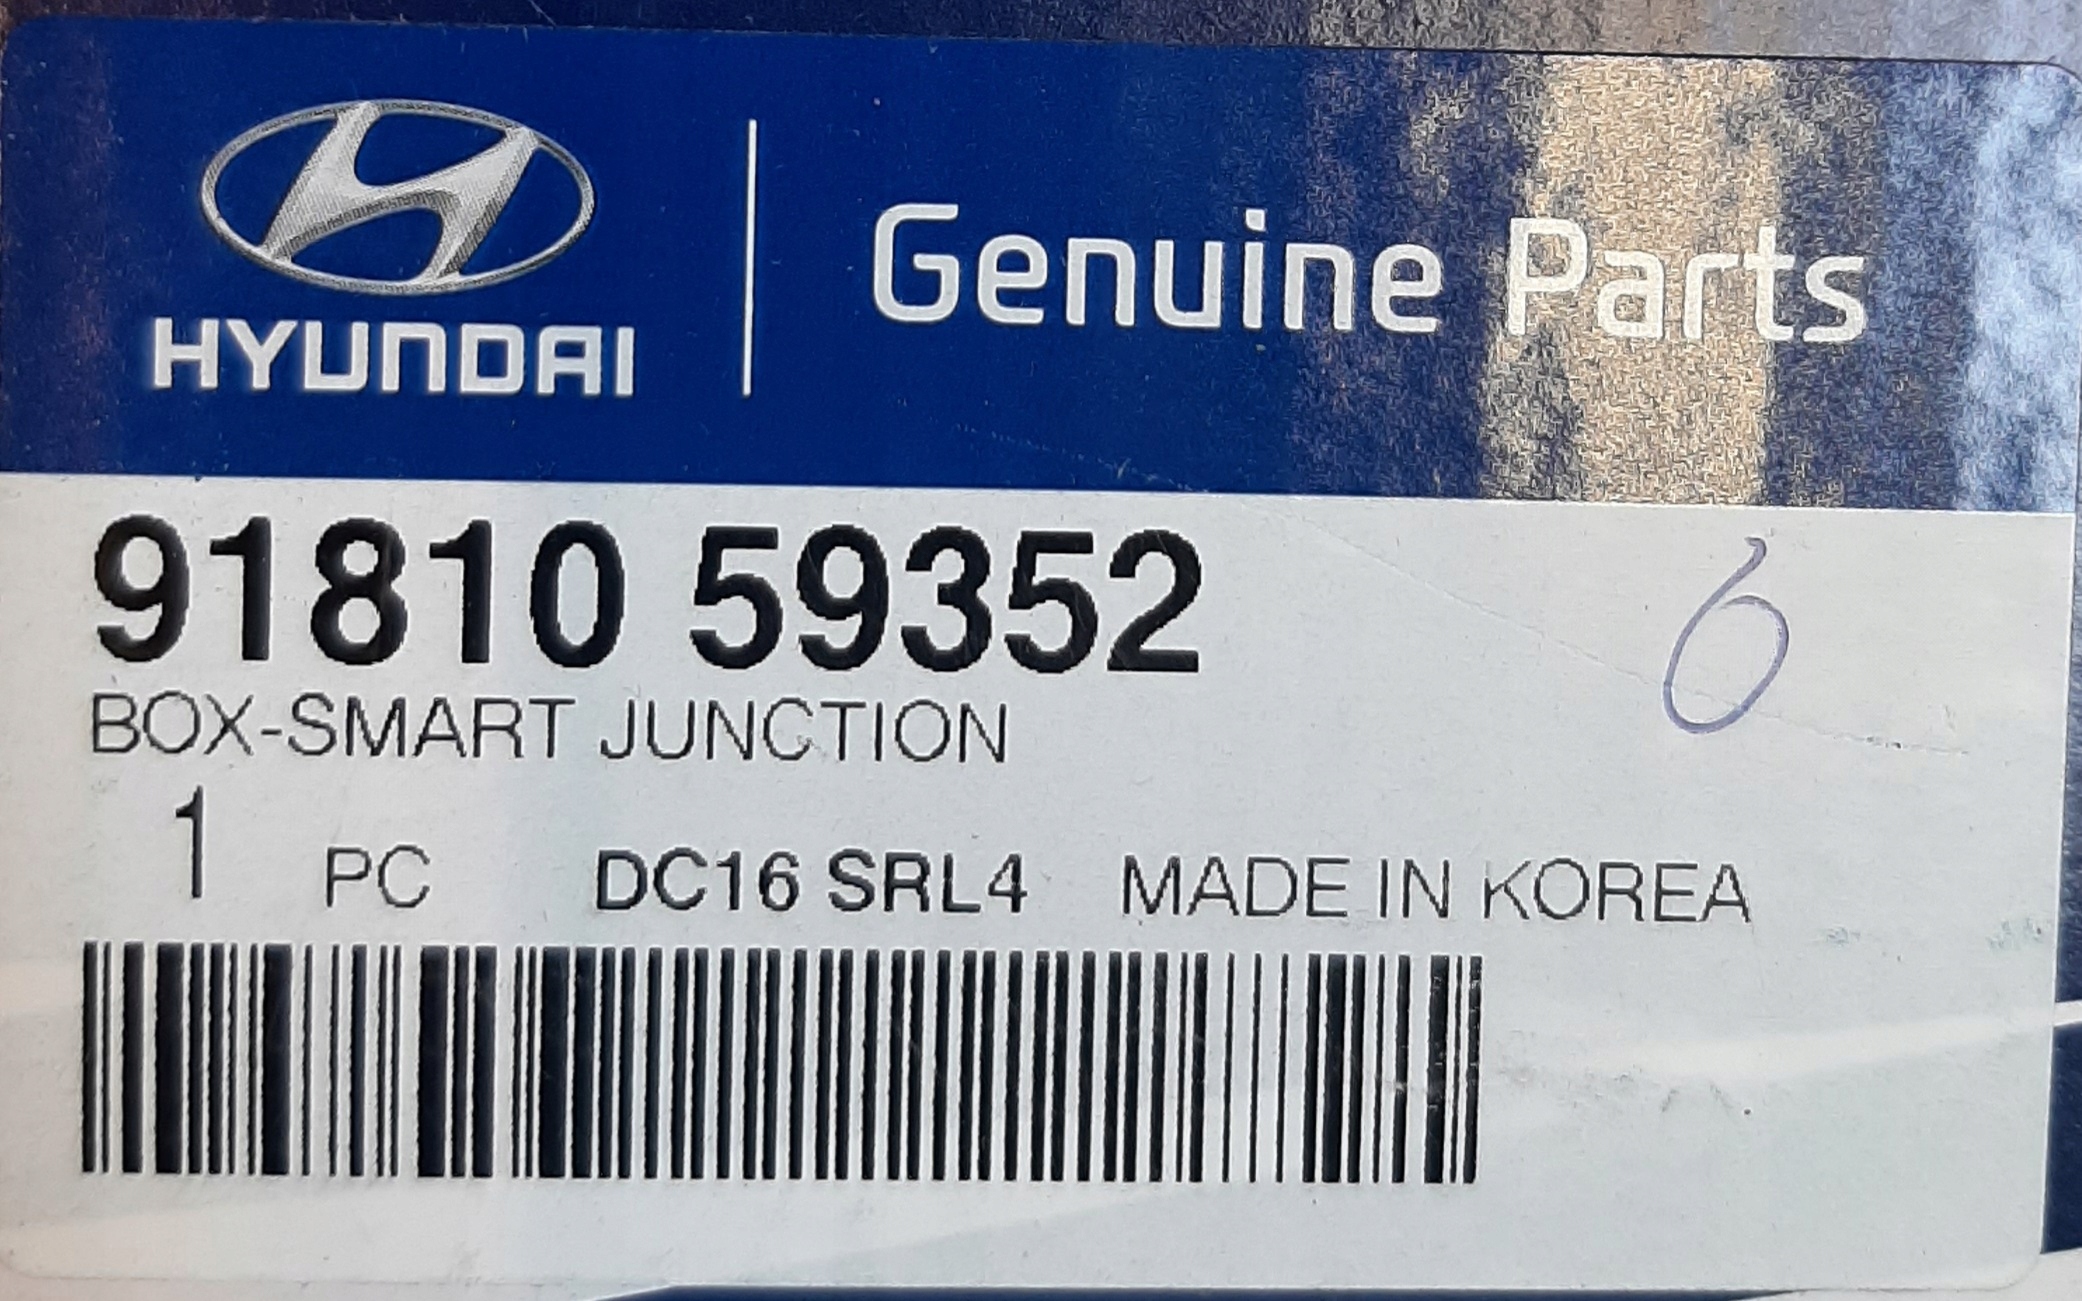 HYUNDAI
Genuine Parts
91810 59352
6
BOX-SMART JUNCTION
1 PC DC16 SRL4 MADE IN KOREA